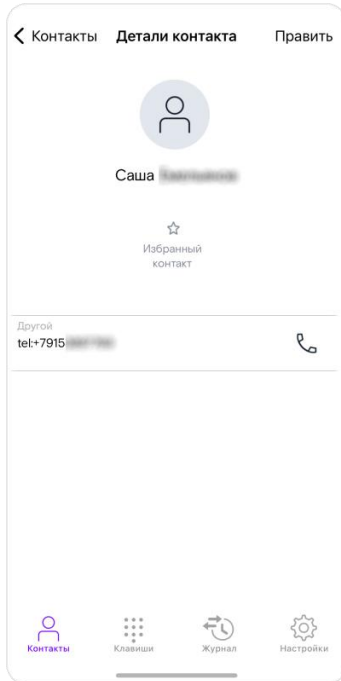 Контакты Детали контакта Править
Саша
Избранный
контакт
Другой
tel:+7915
Контакты Клавиши Журнал Настройки